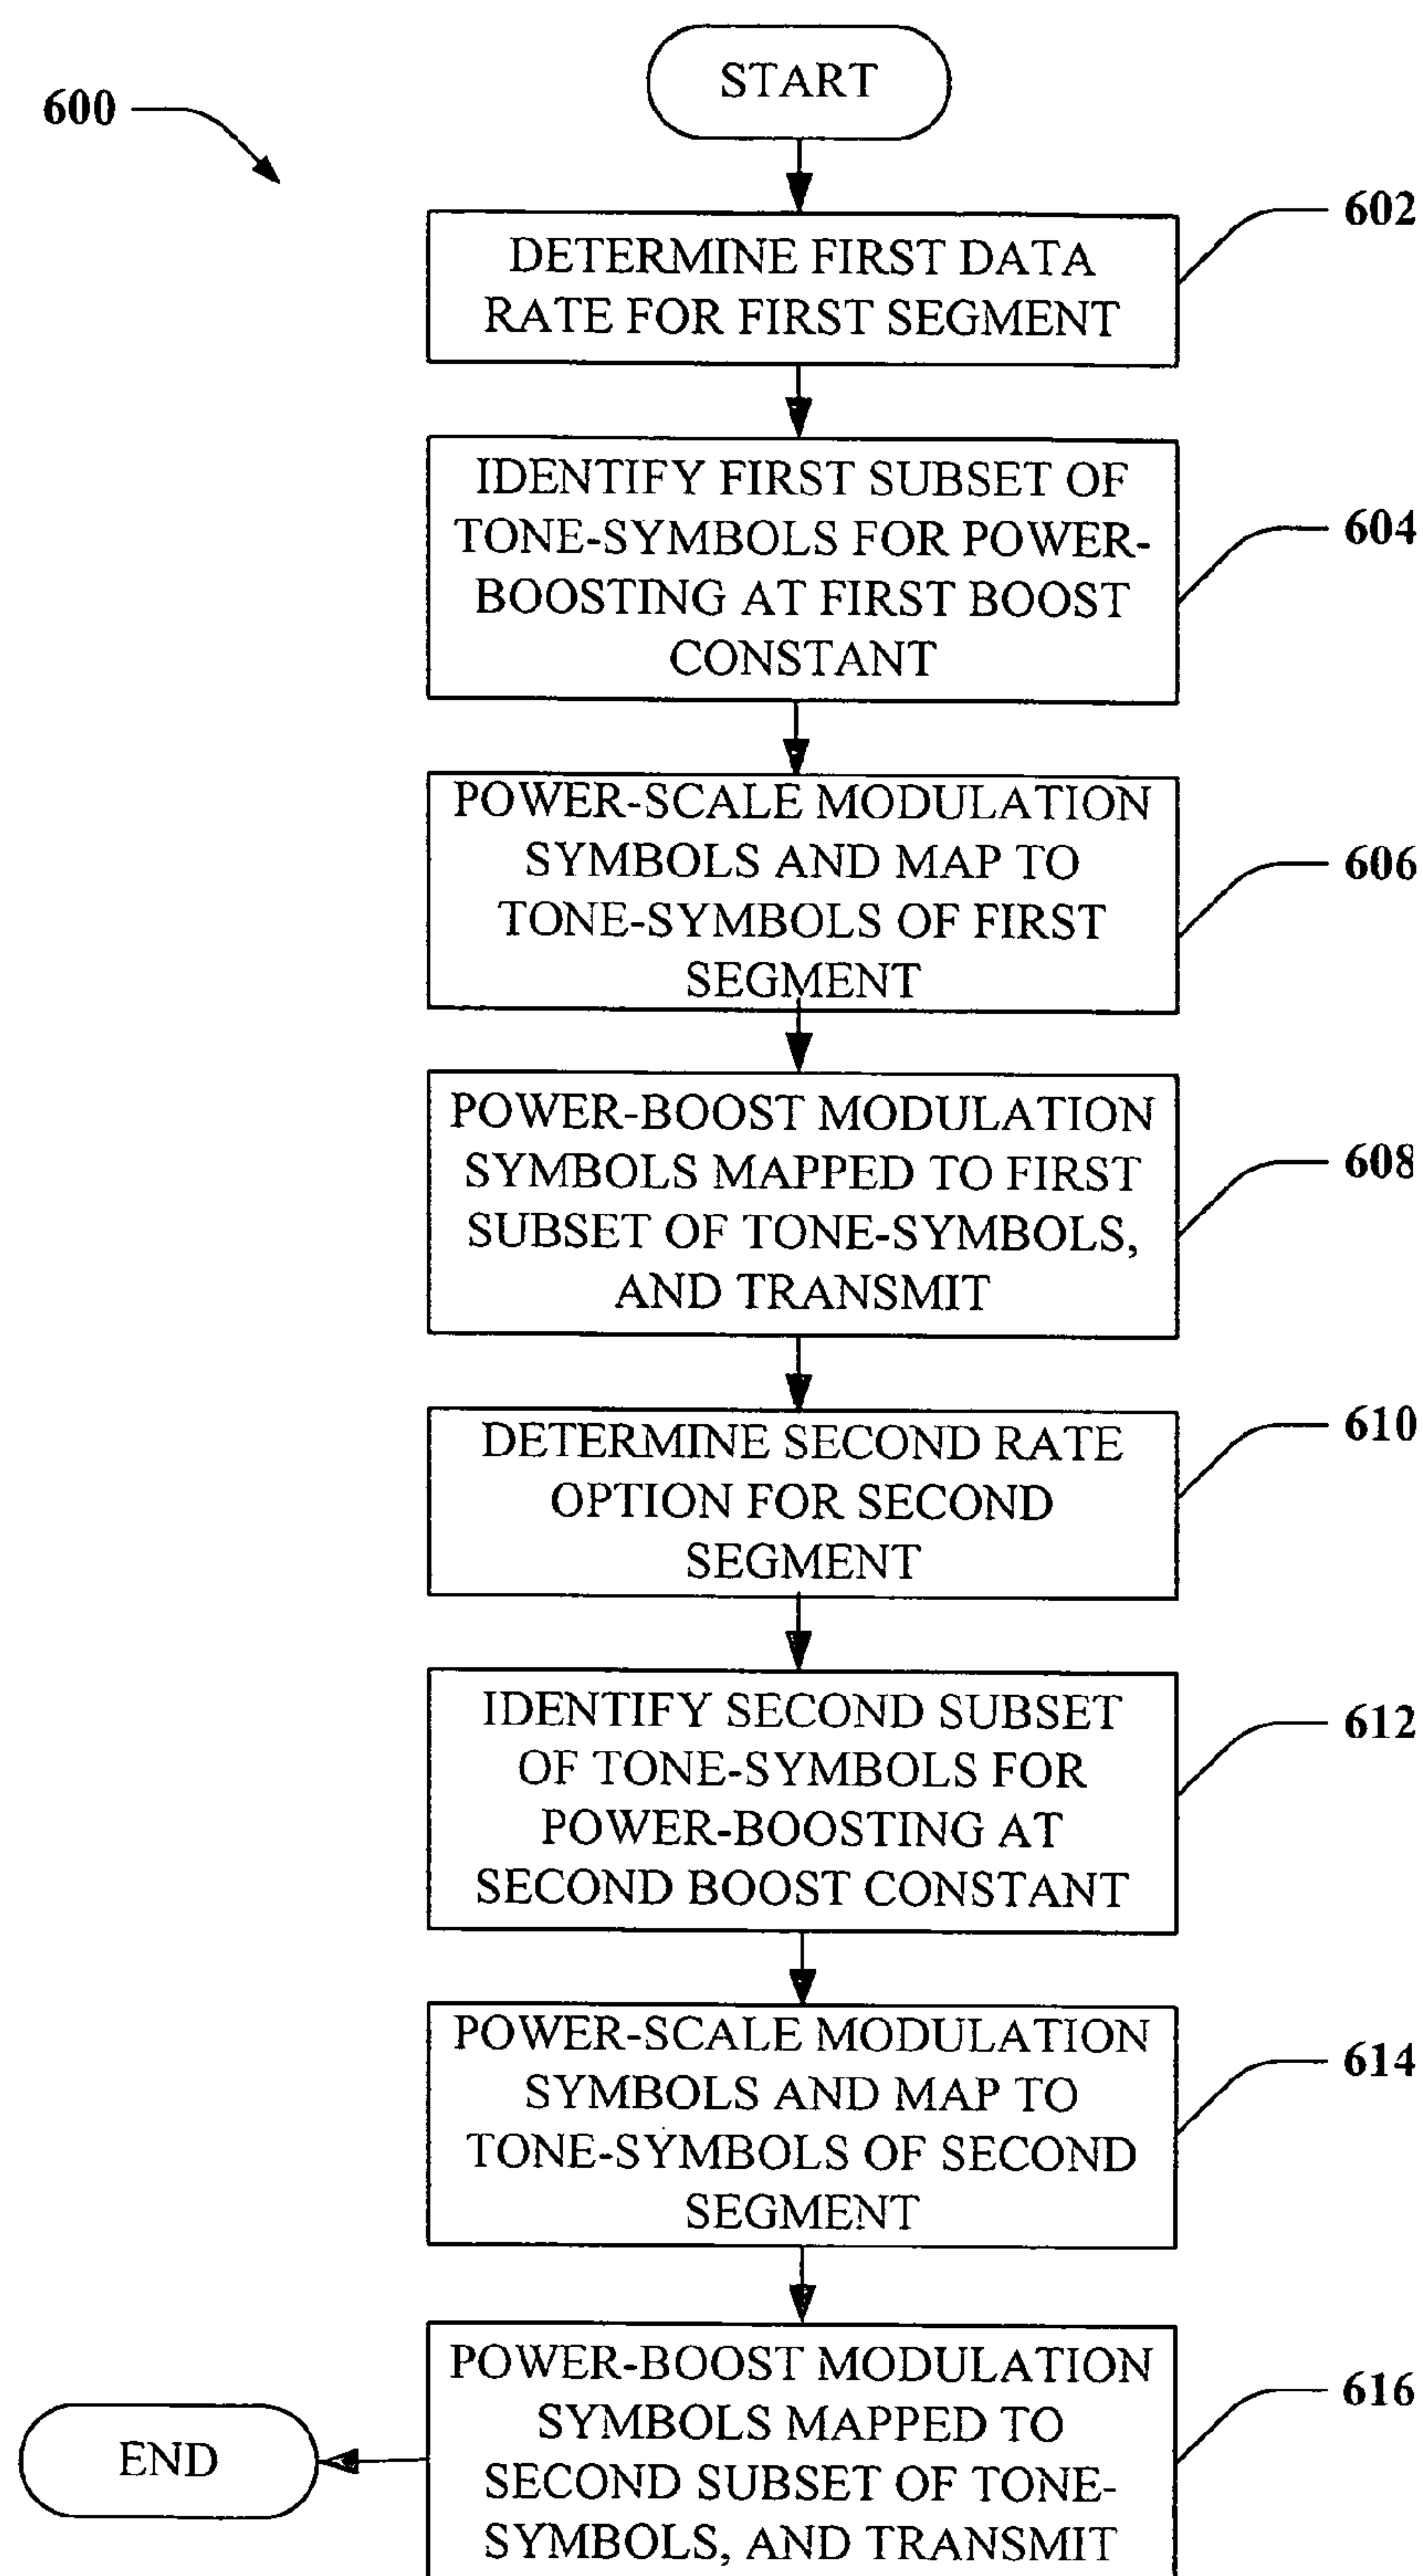 START
600
602
DETERMINE FIRST DATA
RATE FOR FIRST SEGMENT
IDENTIFY FIRST SUBSET OF
TONE-SYMBOLS FOR POWER-
BOOSTING AT FIRST BOOST
CONSTANT
604
POWER-SCALE MODULATION
SYMBOLS AND MAP TO
TONE-SYMBOLS OF FIRST
SEGMENT
606
POWER-BOOST MODULATION
SYMBOLS MAPPED TO FIRST
SUBSET OF TONE-SYMBOLS,
AND TRANSMIT
608
DETERMINE SECOND RATE
OPTION FOR SECOND
SEGMENT
610
IDENTIFY SECOND SUBSET
OF TONE-SYMBOLS FOR
POWER-BOOSTING AT
SECOND BOOST CONSTANT
612
POWER-SCALE MODULATION
SYMBOLS AND MAP TO
TONE-SYMBOLS OF SECOND
SEGMENT
614
POWER-BOOST MODULATION
SYMBOLS MAPPED TO
SECOND SUBSET OF TONE-
SYMBOLS, AND TRANSMIT
616
END